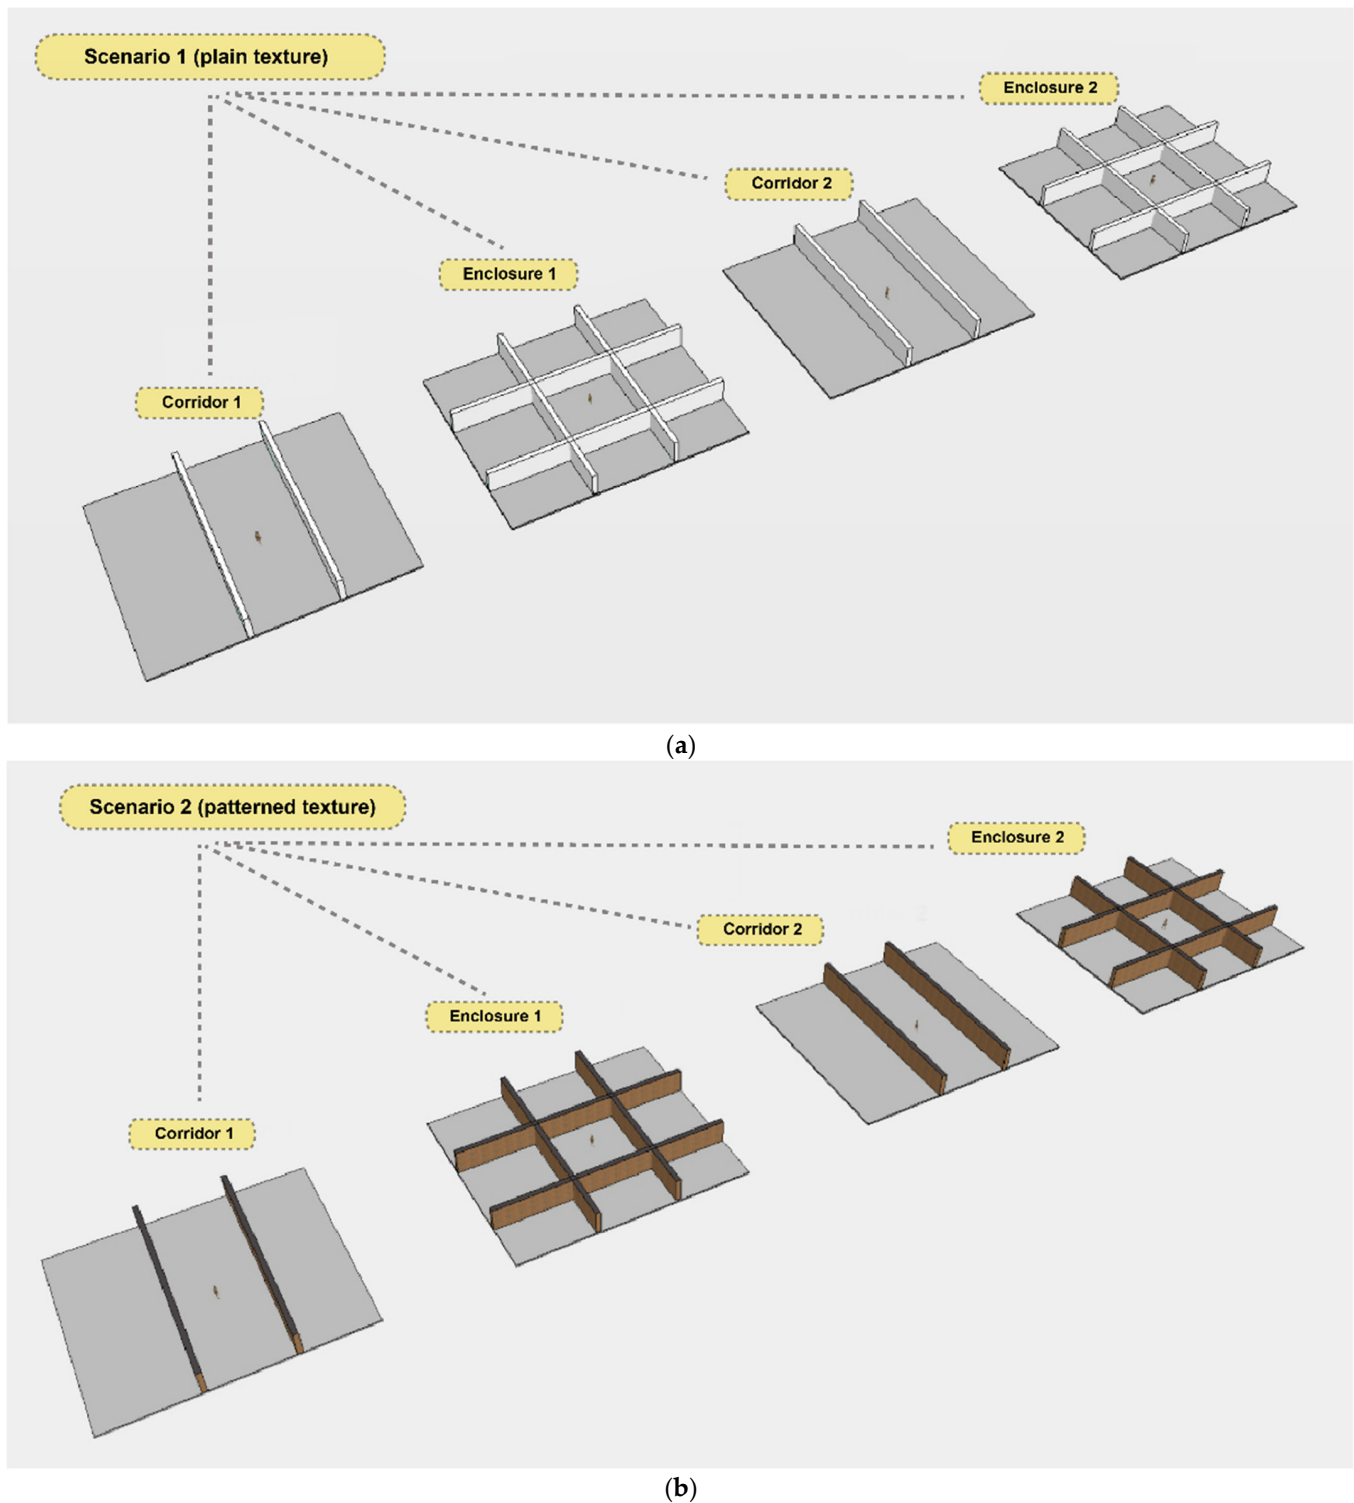 Scenario 1 (plain texture)
Enclosure 2
Corridor 2
Enclosure 1
Corridor 1
(a)
Scenario 2 (patterned texture)
Enclosure 2
Corridor 2
Enclosure 1
Corridor 1
(b)